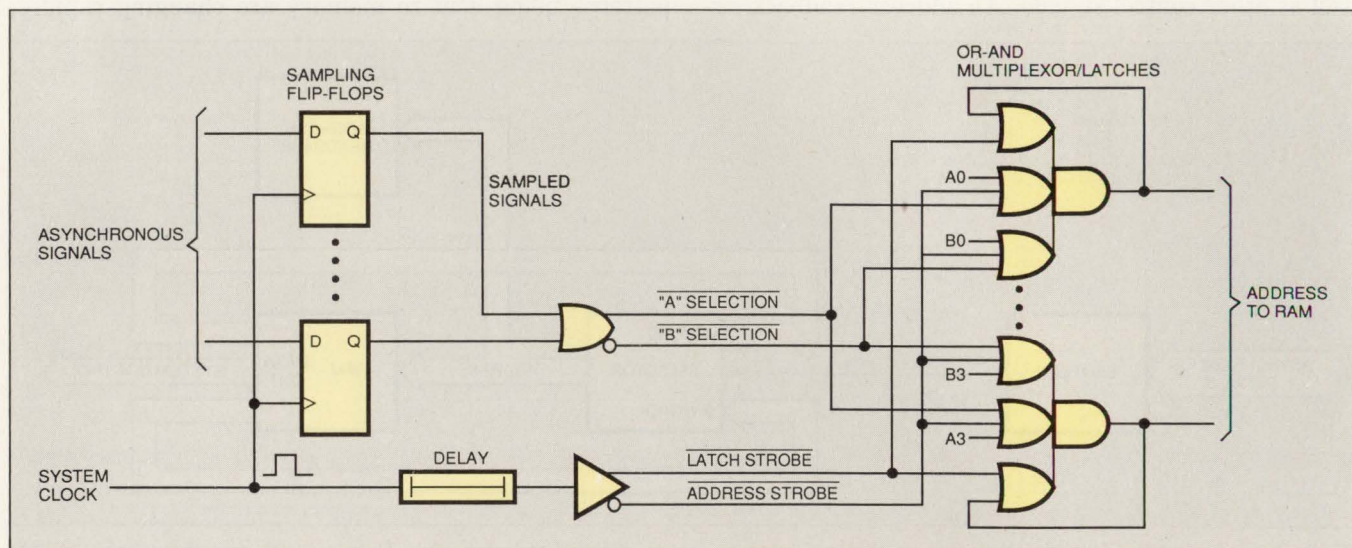 SAMPLING
FLIP-FLOPS
OR-AND
MULTIPLEXOR/LATCHES
D Q
SAMPLED
SIGNALS
A0
ASYNCHRONOUS
SIGNALS
B0
"A" SELECTION
"B" SELECTION
ADDRESS
TO RAM
D Q
B3
A3
DELAY
LATCH STROBE
SYSTEM
CLOCK
ADDRESS STROBE